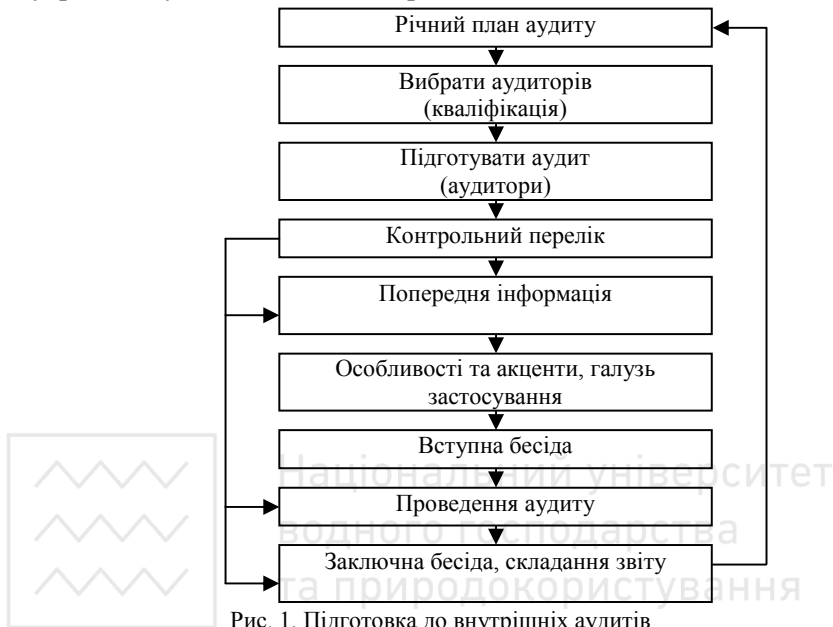 Річний план аудиту
Вибрати аудиторів
(кваліфікація)
Підготувати аудит
(аудитори)
Контрольний перелік
Попередня інформація
Особливості та акценти, галузь
застосування
Вступна бесіда
Національний університет
Проведення аудиту
водного господарства
Заключна бесіда, складання звіту
та природокористування
Рис. 1. Підготовка до внутрішніх аудитів